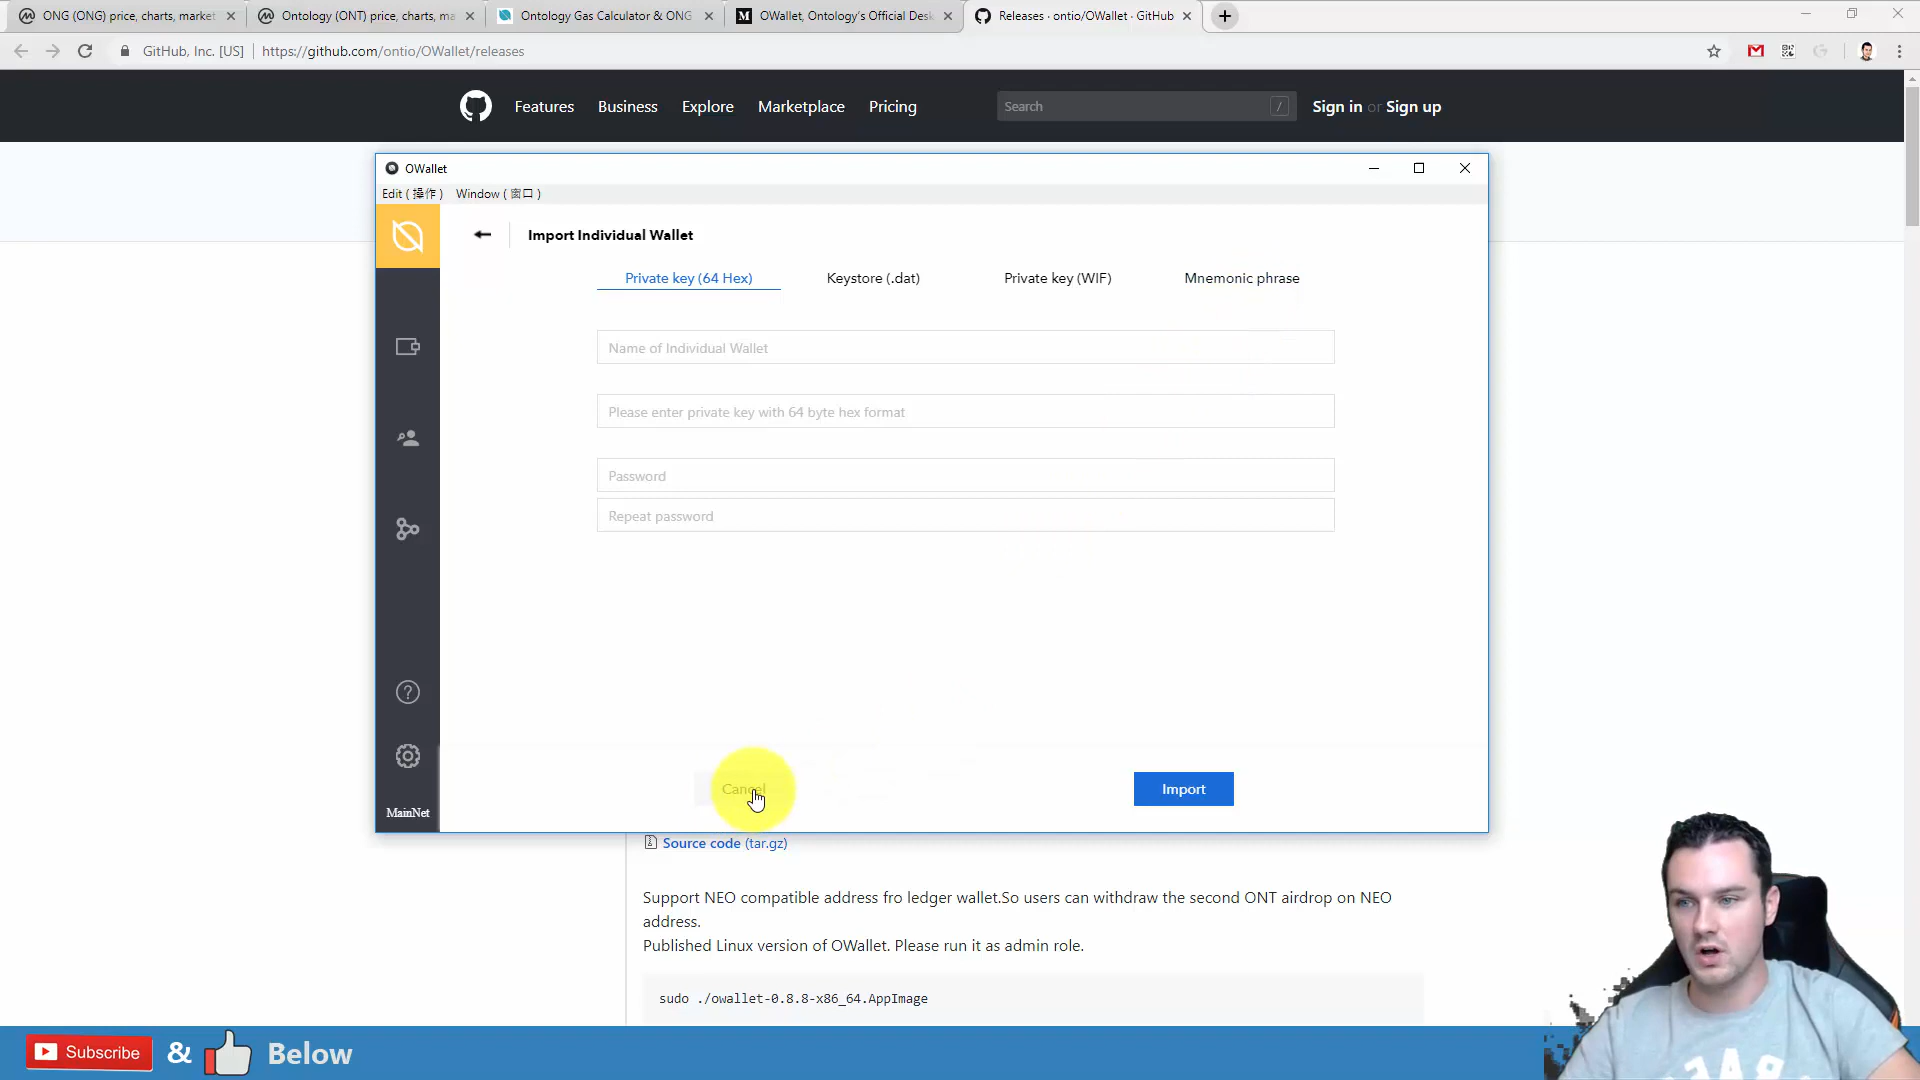 ONG (ONG) price, charts, market
Ontology (ONT) price, charts, ma
Ontology Gas Calculator & ONG
M OWallet, Ontology's Official Desk
Releases · ontio/OWallet · GitHub
GitHub, Inc. [US] | https://github.com/ontio/OWallet/releases
Features Business Explore Marketplace Pricing Search / Sign in or Sign up
OWallet
Edit ( 操作 ) Window ( 窗口 )
Import Individual Wallet
Private key (64 Hex) Keystore (.dat) Private key (WIF) Mnemonic phrase
Name of Individual Wallet
Please enter private key with 64 byte hex format
Password
Repeat password
Cancel Import
MainNet
Source code (tar.gz)
Support NEO compatible address fro ledger wallet.So users can withdraw the second ONT airdrop on NEO
address.
Published Linux version of OWallet. Please run it as admin role.
sudo ./owallet-0.8.8-x86_64.AppImage
Subscribe & Below